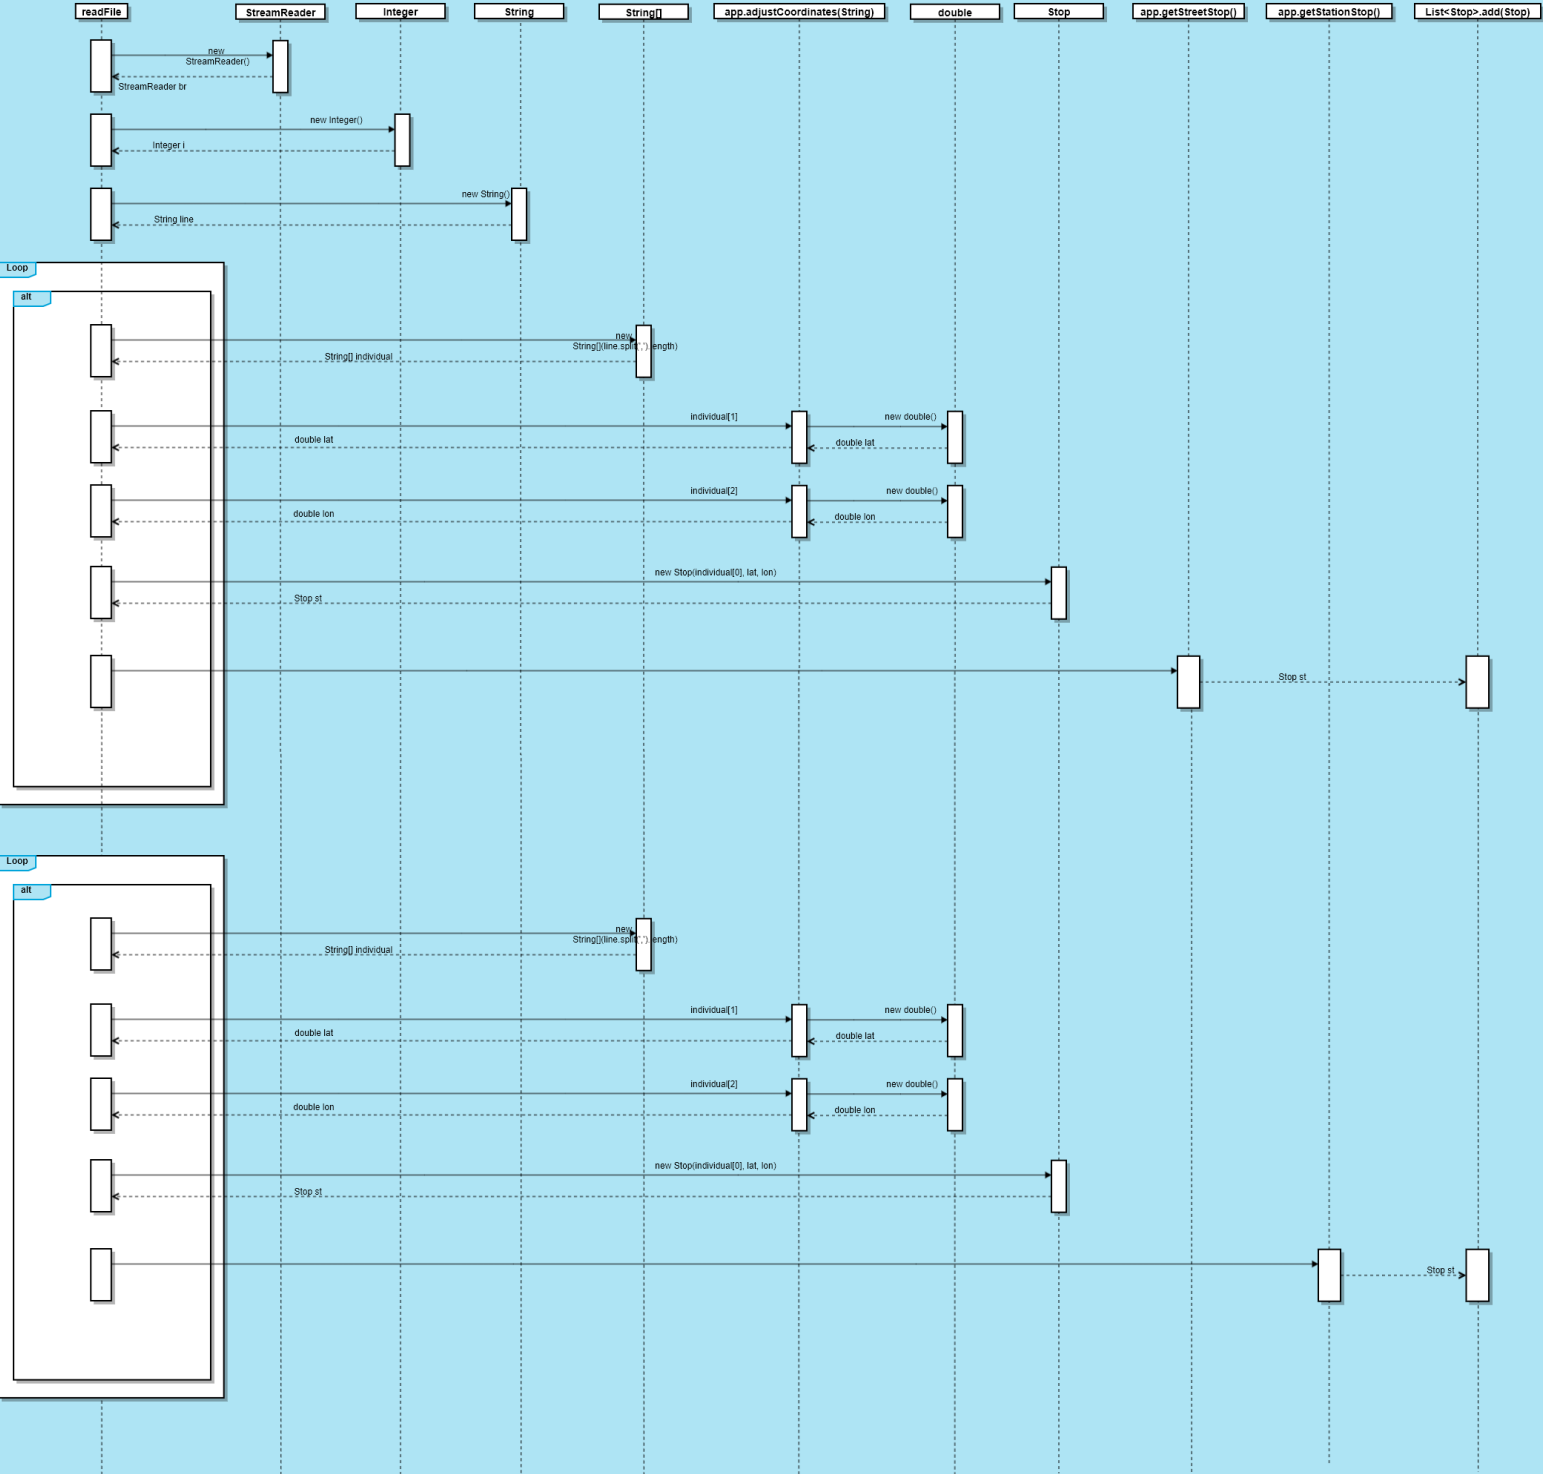 readFile
StreamReader
Integer
String
String[]
app.adjustCoordinates(String)
double
Stop
app.getStreetStop()
app.getStationStop()
List<Stop>.add(Stop)
new
StreamReader()
StreamReader br
new Integer()
Integer i
new String()
String line
Loop
alt
new
String[](line.split(',').length)
String[] individual
individual[1]
new double()
double lat
double lat
individual[2]
new double()
double lon
double lon
new Stop(individual[0], lat, lon)
Stop st
Stop st
Loop
alt
new
String[](line.split(',').length)
String[] individual
individual[1]
new double()
double lat
double lat
individual[2]
new double()
double lon
double lon
new Stop(individual[0], lat, lon)
Stop st
Stop st